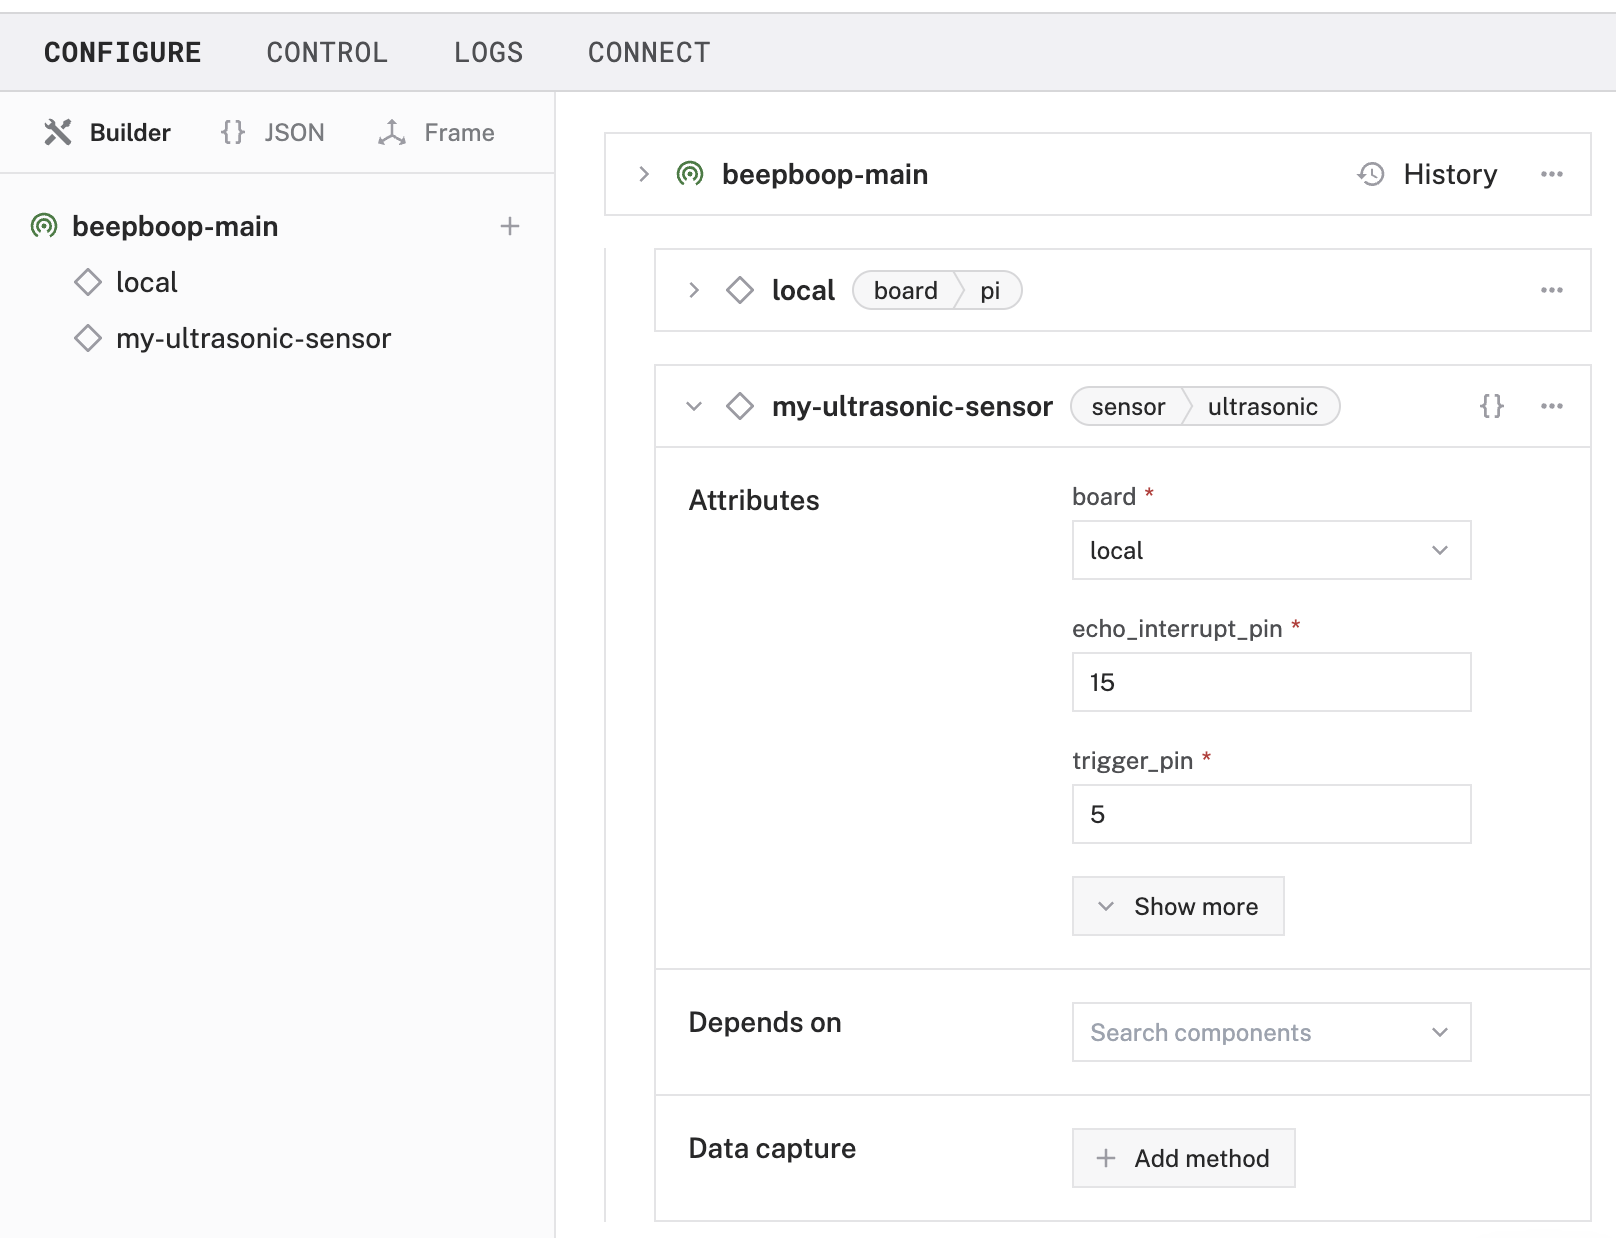 CONFIGURE CONTROL LOGS CONNECT
Builder {} JSON Frame
beepboop-main
local
my-ultrasonic-sensor
beepboop-main History ...
local board pi ...
my-ultrasonic-sensor sensor ultrasonic {} ...
Attributes
board *
local
echo_interrupt_pin *
15
trigger_pin *
5
Show more
Depends on
Search components
Data capture
+ Add method